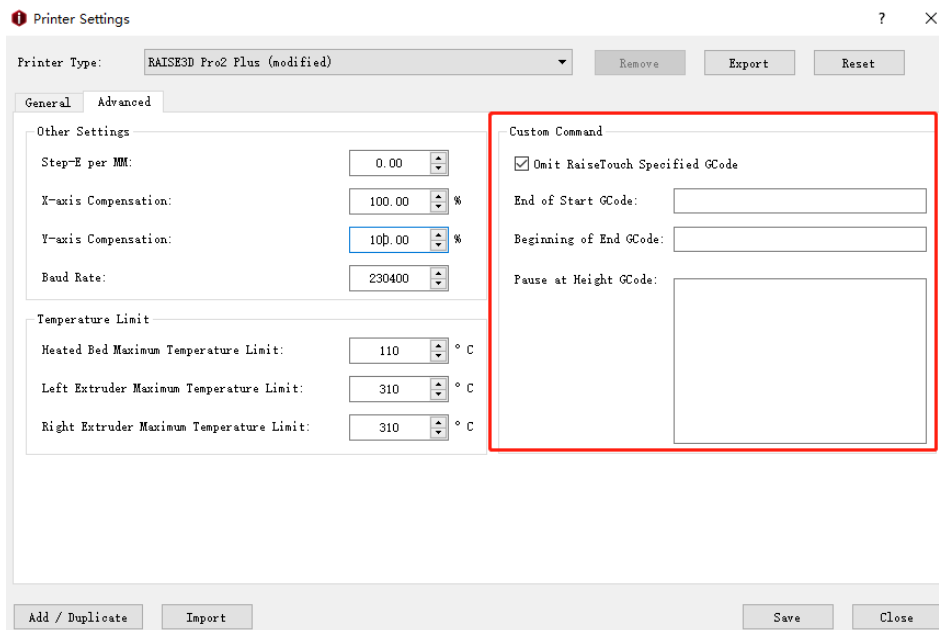 Printer Settings
? ×
Printer Type: RAISE3D Pro2 Plus (modified) Remove Export Reset
General Advanced
Other Settings
Step-E per MM: 0.00
X-axis Compensation: 100.00 %
Y-axis Compensation: 100.00 %
Baud Rate: 230400
Temperature Limit
Heated Bed Maximum Temperature Limit: 110 ° C
Left Extruder Maximum Temperature Limit: 310 ° C
Right Extruder Maximum Temperature Limit: 310 ° C
Custom Command
Omit RaiseTouch Specified GCode
End of Start GCode:
Beginning of End GCode:
Pause at Height GCode:
Add / Duplicate Import Save Close